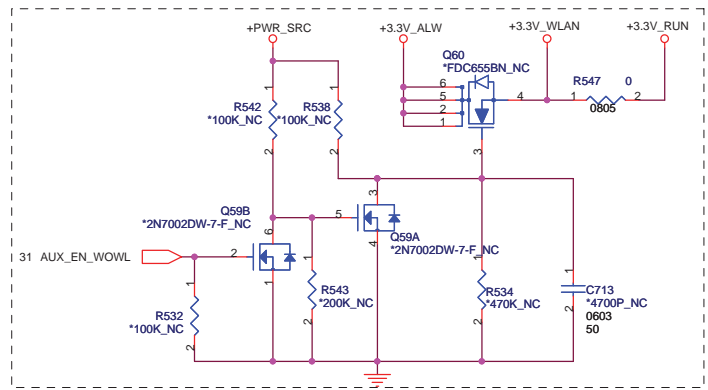 +PWR_SRC
+3.3V_ALW
+3.3V_WLAN
+3.3V_RUN
Q60
*FDC655BN_NC
6
5
2
1
4
3
R547 0
1 2
0805
1
R542
*100K_NC
2
1
R538
*100K_NC
2
Q59B
*2N7002DW-7-F_NC
6
2
1
3
5
4
Q59A
*2N7002DW-7-F_NC
31 AUX_EN_WOWL
1
R532
*100K_NC
2
1
R543
*200K_NC
2
1
R534
*470K_NC
2
1
C713
*4700P_NC
2
0603
50